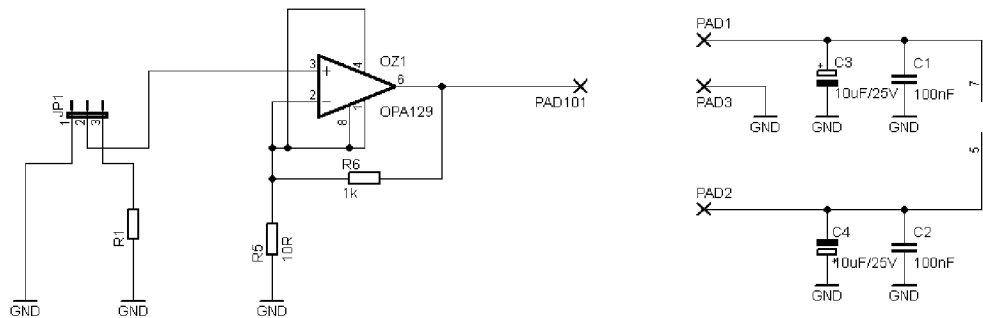 JP1
1
2
3
R1
GND
GND
3
2
4
OZ1
6
OPA129
8
1
PAD101
R6
1k
R5
10R
GND
PAD1
PAD3
GND
+
C3
10uF/25V
GND
C1
100nF
GND
7
5
PAD2
C4
+
10uF/25V
GND
C2
100nF
GND